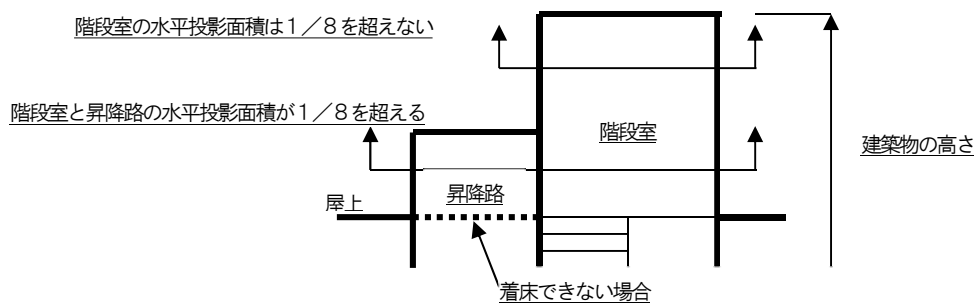 階段室の水平投影面積は１／８を超えない
階段室と昇降路の水平投影面積が１／８を超える
階段室
建築物の高さ
昇降路
屋上
着床できない場合